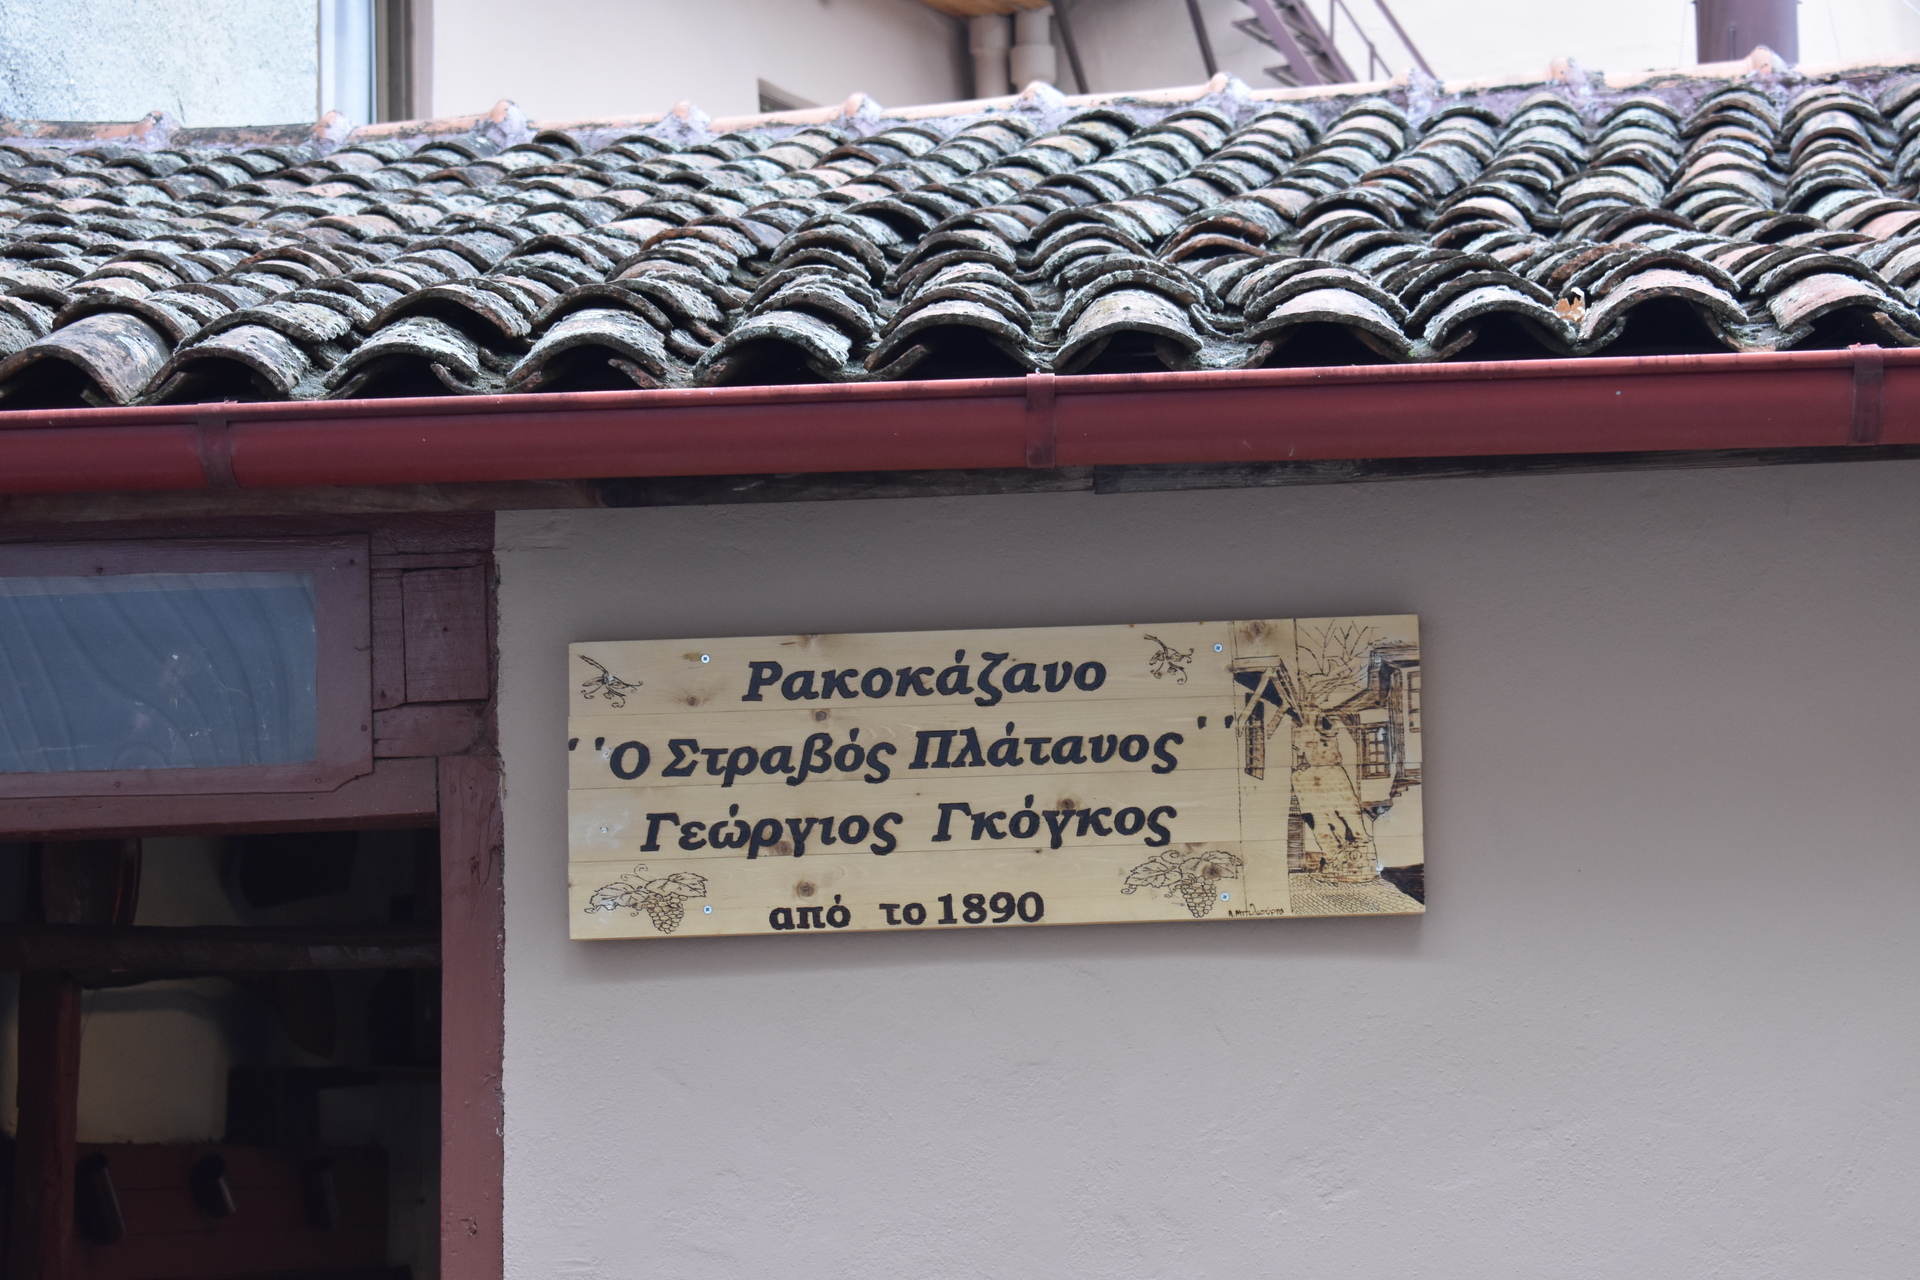 Ρακοκάζανο
''Ο Στραβός Πλάτανος''
Γεώργιος Γκόγκος
από το 1890